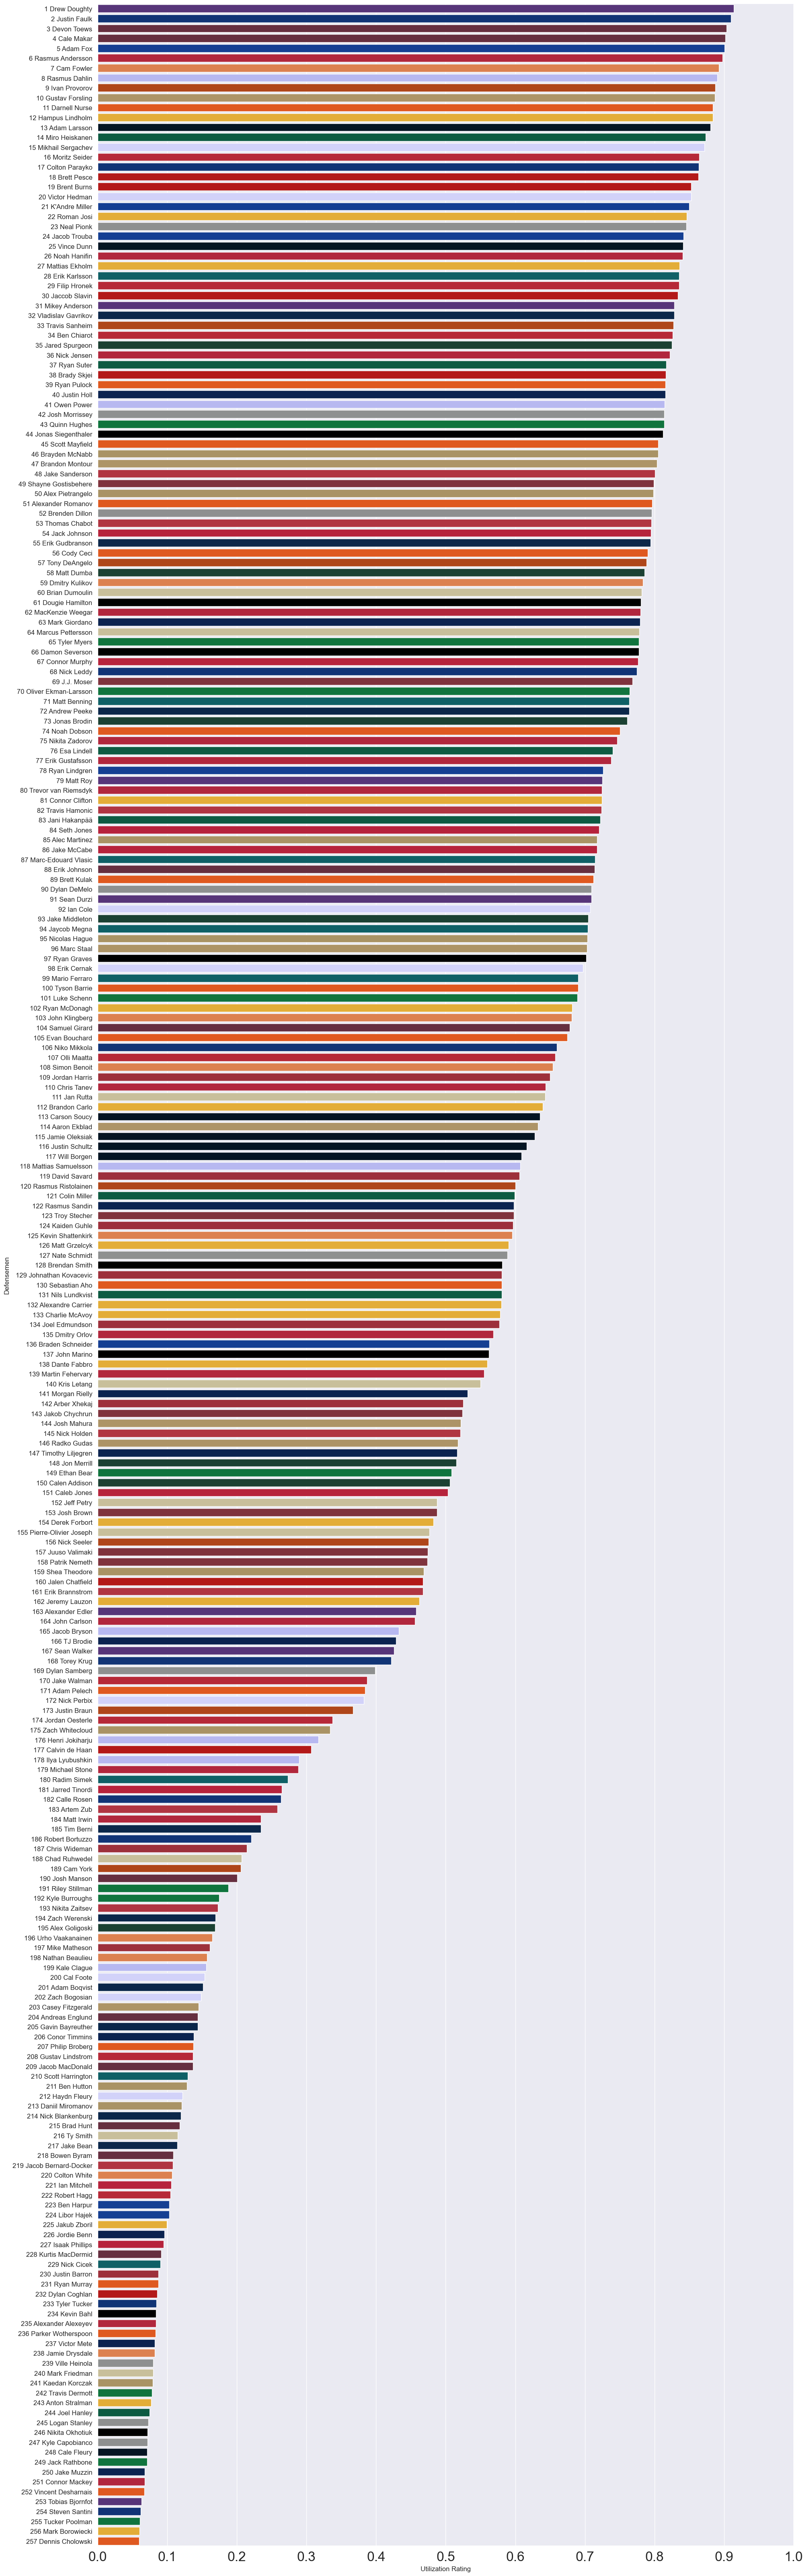 1 Drew Doughty
2 Justin Faulk
3 Devon Toews
4 Cale Makar
5 Adam Fox
6 Rasmus Andersson
7 Cam Fowler
8 Rasmus Dahlin
9 Ivan Provorov
10 Gustav Forsling
11 Darnell Nurse
12 Hampus Lindholm
13 Adam Larsson
14 Miro Heiskanen
15 Mikhail Sergachev
16 Moritz Seider
17 Colton Parayko
18 Brett Pesce
19 Brent Burns
20 Victor Hedman
21 K'Andre Miller
22 Roman Josi
23 Neal Pionk
24 Jacob Trouba
25 Vince Dunn
26 Noah Hanifin
27 Mattias Ekholm
28 Erik Karlsson
29 Filip Hronek
30 Jaccob Slavin
31 Mikey Anderson
32 Vladislav Gavrikov
33 Travis Sanheim
34 Ben Chiarot
35 Jared Spurgeon
36 Nick Jensen
37 Ryan Suter
38 Brady Skjei
39 Ryan Pulock
40 Justin Holl
41 Owen Power
42 Josh Morrissey
43 Quinn Hughes
44 Jonas Siegenthaler
45 Scott Mayfield
46 Brayden McNabb
47 Brandon Montour
48 Jake Sanderson
49 Shayne Gostisbehere
50 Alex Pietrangelo
51 Alexander Romanov
52 Brenden Dillon
53 Thomas Chabot
54 Jack Johnson
55 Erik Gudbranson
56 Cody Ceci
57 Tony DeAngelo
58 Matt Dumba
59 Dmitry Kulikov
60 Brian Dumoulin
61 Dougie Hamilton
62 MacKenzie Weegar
63 Mark Giordano
64 Marcus Pettersson
65 Tyler Myers
66 Damon Severson
67 Connor Murphy
68 Nick Leddy
69 J.J. Moser
70 Oliver Ekman-Larsson
71 Matt Benning
72 Andrew Peeke
73 Jonas Brodin
74 Noah Dobson
75 Nikita Zadorov
76 Esa Lindell
77 Erik Gustafsson
78 Ryan Lindgren
79 Matt Roy
80 Trevor van Riemsdyk
81 Connor Clifton
82 Travis Hamonic
83 Jani Hakanpää
84 Seth Jones
85 Alec Martinez
86 Jake McCabe
87 Marc-Edouard Vlasic
88 Erik Johnson
89 Brett Kulak
90 Dylan DeMelo
91 Sean Durzi
92 Ian Cole
93 Jake Middleton
94 Jaycob Megna
95 Nicolas Hague
96 Marc Staal
97 Ryan Graves
98 Erik Cernak
99 Mario Ferraro
100 Tyson Barrie
101 Luke Schenn
102 Ryan McDonagh
103 John Klingberg
104 Samuel Girard
105 Evan Bouchard
106 Niko Mikkola
107 Olli Maatta
108 Simon Benoit
109 Jordan Harris
110 Chris Tanev
111 Jan Rutta
112 Brandon Carlo
113 Carson Soucy
114 Aaron Ekblad
115 Jamie Oleksiak
116 Justin Schultz
117 Will Borgen
118 Mattias Samuelsson
119 David Savard
120 Rasmus Ristolainen
121 Colin Miller
122 Rasmus Sandin
123 Troy Stecher
124 Kaiden Guhle
125 Kevin Shattenkirk
126 Matt Grzelcyk
127 Nate Schmidt
128 Brendan Smith
129 Johnathan Kovacevic
130 Sebastian Aho
131 Nils Lundkvist
132 Alexandre Carrier
133 Charlie McAvoy
134 Joel Edmundson
135 Dmitry Orlov
136 Braden Schneider
137 John Marino
138 Dante Fabbro
139 Martin Fehervary
140 Kris Letang
141 Morgan Rielly
142 Arber Xhekaj
143 Jakob Chychrun
144 Josh Mahura
145 Nick Holden
146 Radko Gudas
147 Timothy Liljegren
148 Jon Merrill
149 Ethan Bear
150 Calen Addison
151 Caleb Jones
152 Jeff Petry
153 Josh Brown
154 Derek Forbort
155 Pierre-Olivier Joseph
156 Nick Seeler
157 Juuso Valimaki
158 Patrik Nemeth
159 Shea Theodore
160 Jalen Chatfield
161 Erik Brannstrom
162 Jeremy Lauzon
163 Alexander Edler
164 John Carlson
165 Jacob Bryson
166 TJ Brodie
167 Sean Walker
168 Torey Krug
169 Dylan Samberg
170 Jake Walman
171 Adam Pelech
172 Nick Perbix
173 Justin Braun
174 Jordan Oesterle
175 Zach Whitecloud
176 Henri Jokiharju
177 Calvin de Haan
178 Ilya Lyubushkin
179 Michael Stone
180 Radim Simek
181 Jarred Tinordi
182 Calle Rosen
183 Artem Zub
184 Matt Irwin
185 Tim Berni
186 Robert Bortuzzo
187 Chris Wideman
188 Chad Ruhwedel
189 Cam York
190 Josh Manson
191 Riley Stillman
192 Kyle Burroughs
193 Nikita Zaitsev
194 Zach Werenski
195 Alex Goligoski
196 Urho Vaakanainen
197 Mike Matheson
198 Nathan Beaulieu
199 Kale Clague
200 Cal Foote
201 Adam Boqvist
202 Zach Bogosian
203 Casey Fitzgerald
204 Andreas Englund
205 Gavin Bayreuther
206 Conor Timmins
207 Philip Broberg
208 Gustav Lindstrom
209 Jacob MacDonald
210 Scott Harrington
211 Ben Hutton
212 Haydn Fleury
213 Daniil Miromanov
214 Nick Blankenburg
215 Brad Hunt
216 Ty Smith
217 Jake Bean
218 Bowen Byram
219 Jacob Bernard-Docker
220 Colton White
221 Ian Mitchell
222 Robert Hagg
223 Ben Harpur
224 Libor Hajek
225 Jakub Zboril
226 Jordie Benn
227 Isaak Phillips
228 Kurtis MacDermid
229 Nick Cicek
230 Justin Barron
231 Ryan Murray
232 Dylan Coghlan
233 Tyler Tucker
234 Kevin Bahl
235 Alexander Alexeyev
236 Parker Wotherspoon
237 Victor Mete
238 Jamie Drysdale
239 Ville Heinola
240 Mark Friedman
241 Kaedan Korczak
242 Travis Dermott
243 Anton Stralman
244 Joel Hanley
245 Logan Stanley
246 Nikita Okhotiuk
247 Kyle Capobianco
248 Cale Fleury
249 Jack Rathbone
250 Jake Muzzin
251 Connor Mackey
252 Vincent Desharnais
253 Tobias Bjornfot
254 Steven Santini
255 Tucker Poolman
256 Mark Borowiecki
257 Dennis Cholowski
Defensemen
0.0 0.1 0.2 0.3 0.4 0.5 0.6 0.7 0.8 0.9 1.0
Utilization Rating